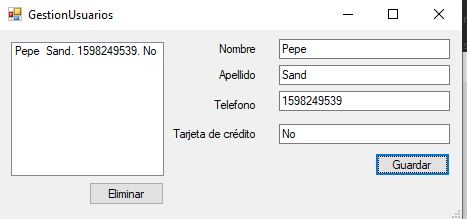 GestionUsuarios
Pepe Sand. 1598249539. No
Nombre
Pepe
Apellido
Sand
Telefono
1598249539
Tarjeta de crédito
No
Guardar
Eliminar